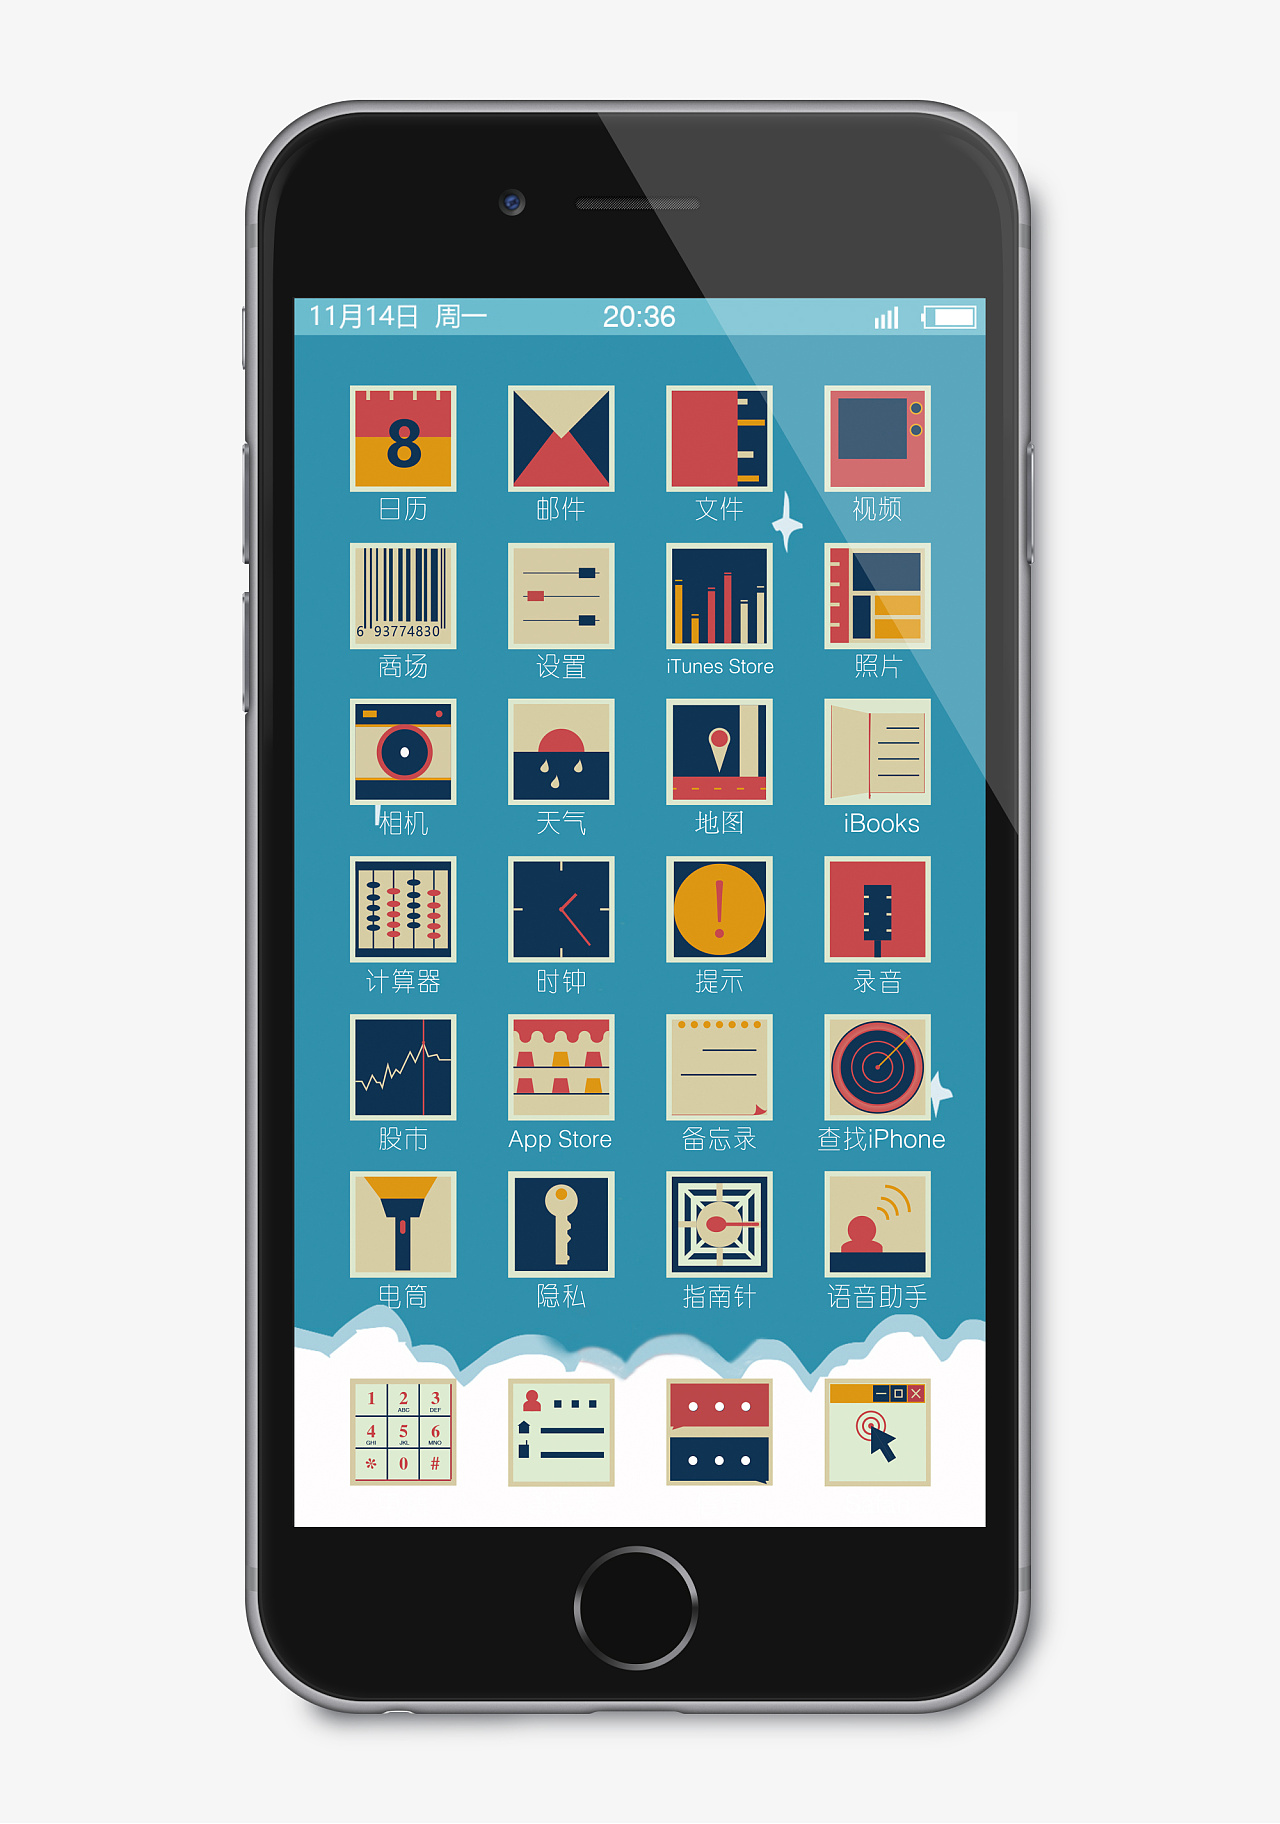 11月14日 周一 20:36
8
日历 邮件 文件 视频
6 93774830
商场 设置 iTunes Store 照片
相机 天气 地图 iBooks
!
计算器 时钟 提示 录音
股市 App Store 备忘录 查找iPhone
电筒 隐私 指南针 语音助手
1 2 3
ABC DEF
4 5 6
GHI JKL MNO
* 0 #